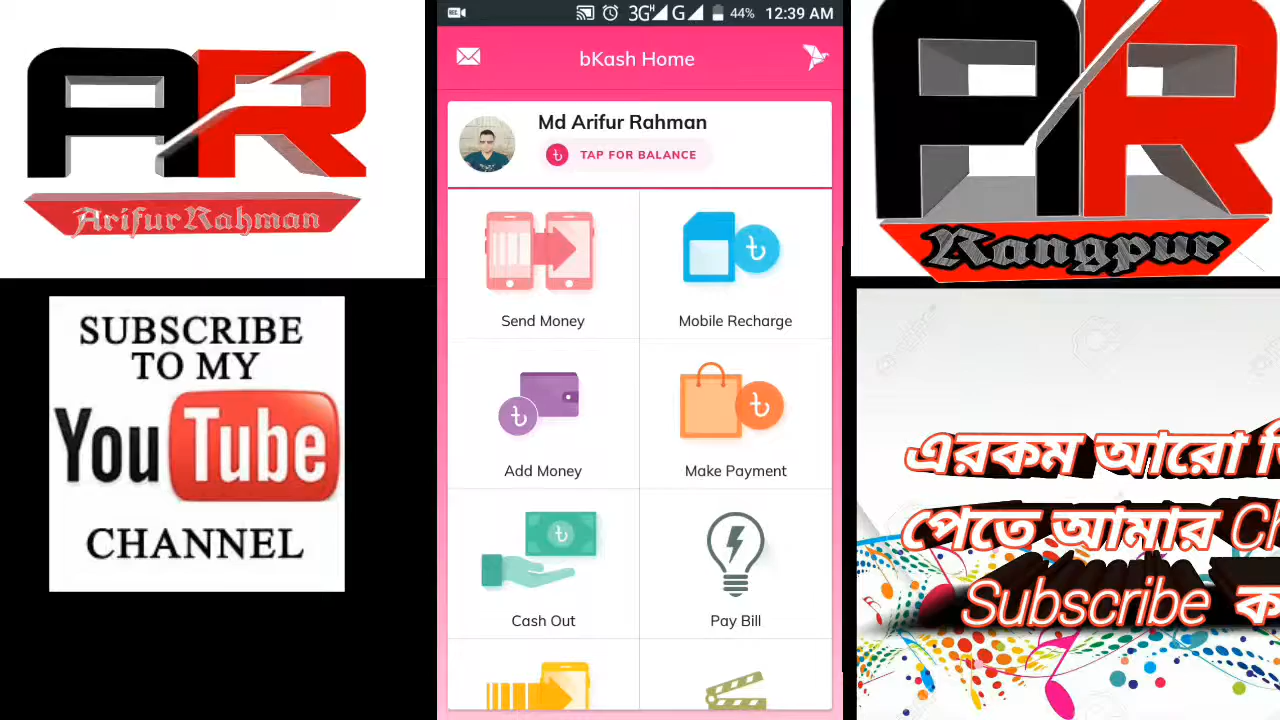 AR
ArifurRahman
SUBSCRIBE
TO MY
YouTube
CHANNEL
REC
3G H G 44% 12:39 AM
bKash Home
Md Arifur Rahman
৳ TAP FOR BALANCE
Send Money
Mobile Recharge
Add Money
Make Payment
Cash Out
Pay Bill
AR
Rangpur
এরকম আরো
পেতে আমার Ch
Subscribe ক